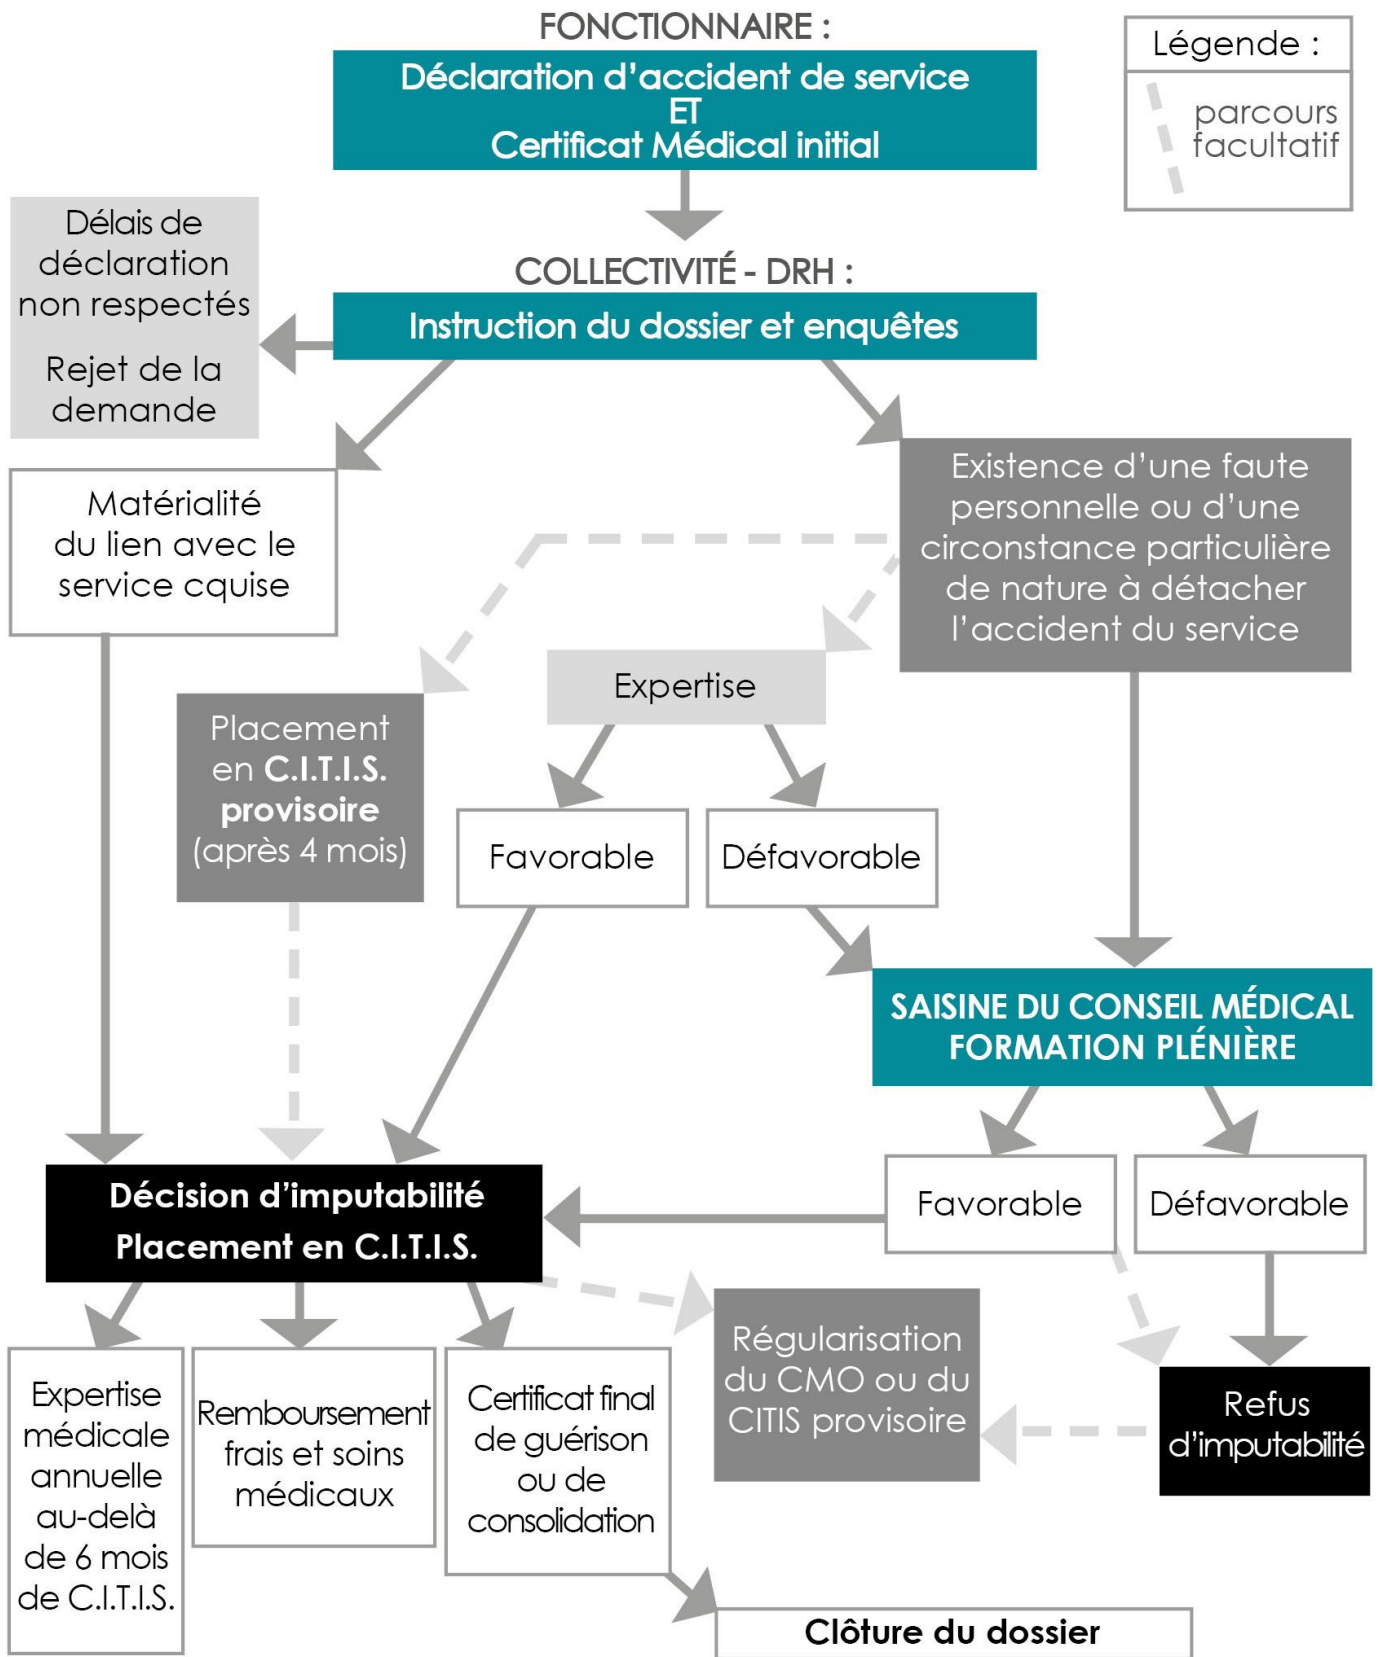 FONCTIONNAIRE :
Déclaration d'accident de service
ET
Certificat Médical initial
Légende :
parcours
facultatif
Délais de
déclaration
non respectés
Rejet de la
demande
COLLECTIVITÉ - DRH :
Instruction du dossier et enquêtes
Matérialité
du lien avec le
service cquise
Existence d'une faute
personnelle ou d'une
circonstance particulière
de nature à détacher
l'accident du service
Expertise
Placement
en C.I.T.I.S.
provisoire
(après 4 mois)
Favorable
Défavorable
SAISINE DU CONSEIL MÉDICAL
FORMATION PLÉNIÈRE
Favorable
Défavorable
Décision d'imputabilité
Placement en C.I.T.I.S.
Régularisation
du CMO ou du
CITIS provisoire
Refus
d'imputabilité
Expertise
médicale
annuelle
au-delà
de 6 mois
de C.I.T.I.S.
Remboursement
frais et soins
médicaux
Certificat final
de guérison
ou de
consolidation
Clôture du dossier